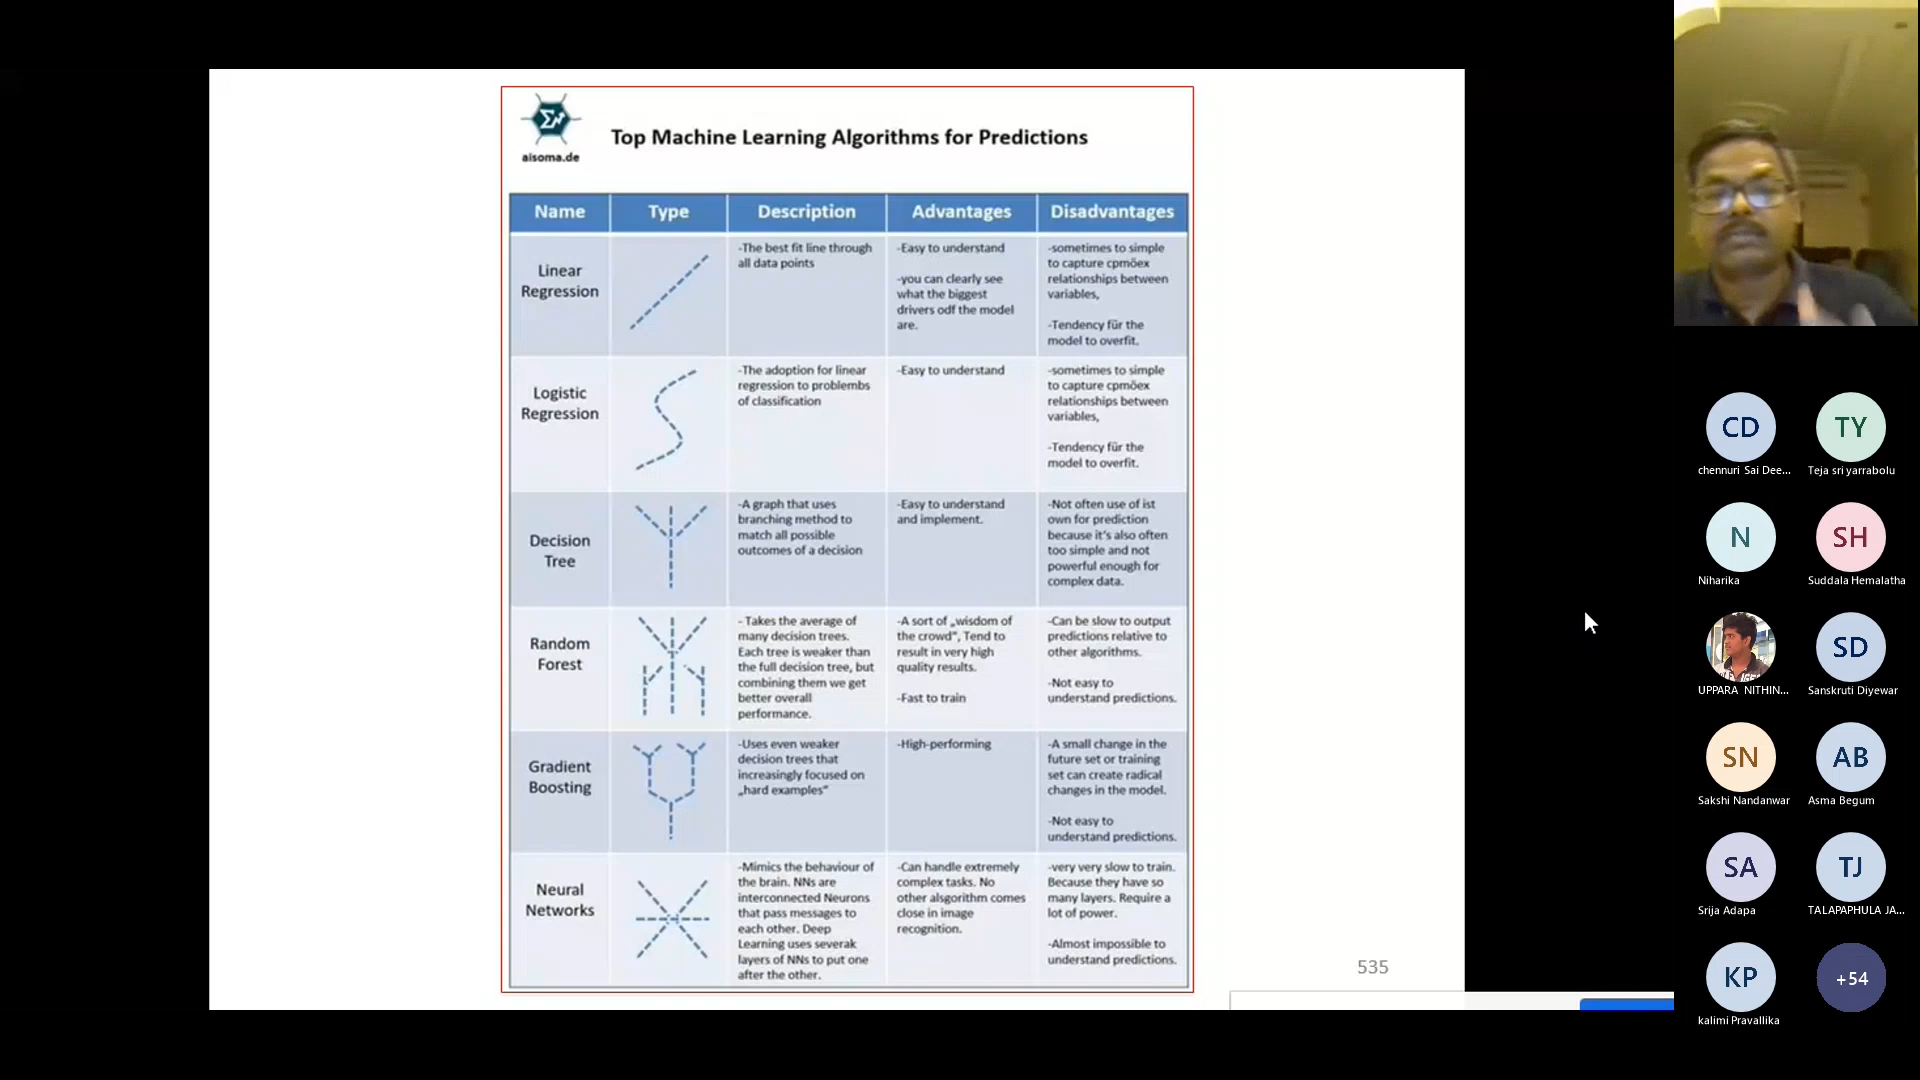 aisoma.de
Top Machine Learning Algorithms for Predictions
Name
Type
Description
Advantages
Disadvantages
Linear
Regression
-The best fit line through
all data points
-Easy to understand
-you can clearly see
what the biggest
drivers odf the model
are.
-sometimes to simple
to capture cpmöex
relationships between
variables,
-Tendency für the
model to overfit.
Logistic
Regression
-The adoption for linear
regression to problembs
of classification
-Easy to understand
-sometimes to simple
to capture cpmöex
relationships between
variables,
-Tendency für the
model to overfit.
Decision
Tree
-A graph that uses
branching method to
match all possible
outcomes of a decision
-Easy to understand
and implement.
-Not often use of ist
own for prediction
because it's also often
too simple and not
powerful enough for
complex data.
Random
Forest
- Takes the average of
many decision trees.
Each tree is weaker than
the full decision tree, but
combining them we get
better overall
performance.
-A sort of „wisdom of
the crowd", Tend to
result in very high
quality results.
-Fast to train
-Can be slow to output
predictions relative to
other algorithms.
-Not easy to
understand predictions.
Gradient
Boosting
-Uses even weaker
decision trees that
increasingly focused on
„hard examples"
-High-performing
-A small change in the
future set or training
set can create radical
changes in the model.
-Not easy to
understand predictions.
Neural
Networks
-Mimics the behaviour of
the brain. NNs are
interconnected Neurons
that pass messages to
each other. Deep
Learning uses severak
layers of NNs to put one
after the other.
-Can handle extremely
complex tasks. No
other alsgorithm comes
close in image
recognition.
-very very slow to train.
Because they have so
many layers. Require a
lot of power.
-Almost impossible to
understand predictions.
535
CD
chennuri Sai Dee...
TY
Teja sri yarrabolu
N
Niharika
SH
Suddala Hemalatha
UPPARA NITHIN...
SD
Sanskruti Diyewar
SN
Sakshi Nandanwar
AB
Asma Begum
SA
Srija Adapa
TJ
TALAPAPHULA JA...
KP
kalimi Pravallika
+54